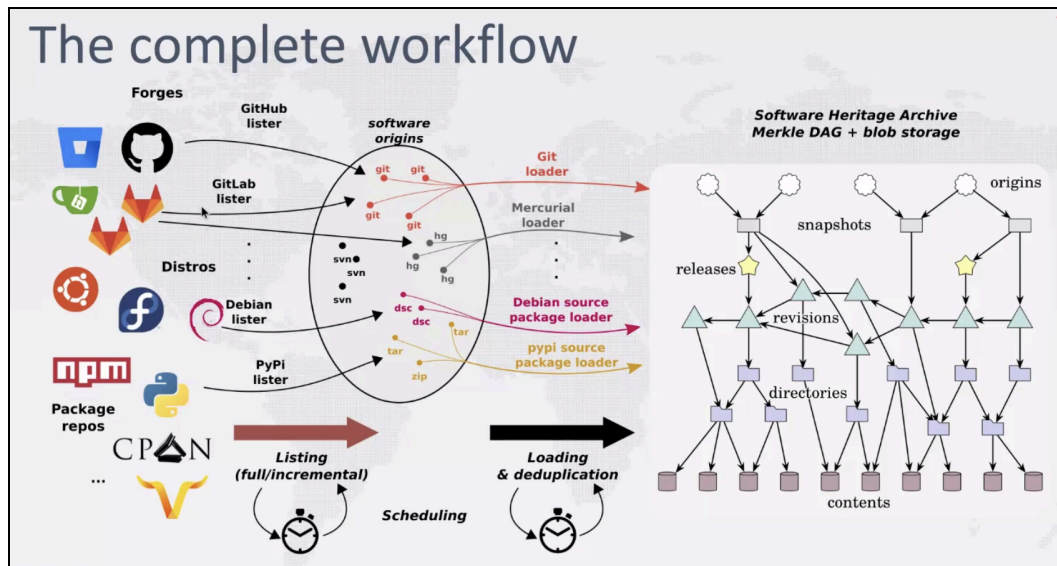 The complete workflow
Forges
GitHub
lister
GitLab
lister
Distros
Debian
lister
npm
PyPi
lister
Package
repos
CPAN
...
software
origins
git
git
git
git
hg
hg
hg
svn
svn
svn
dsc
dsc
tar
tar
zip
Git
loader
Mercurial
loader
Debian source
package loader
pypi source
package loader
Listing
(full/incremental)
Scheduling
Loading
& deduplication
Software Heritage Archive
Merkle DAG + blob storage
origins
snapshots
releases
revisions
directories
contents